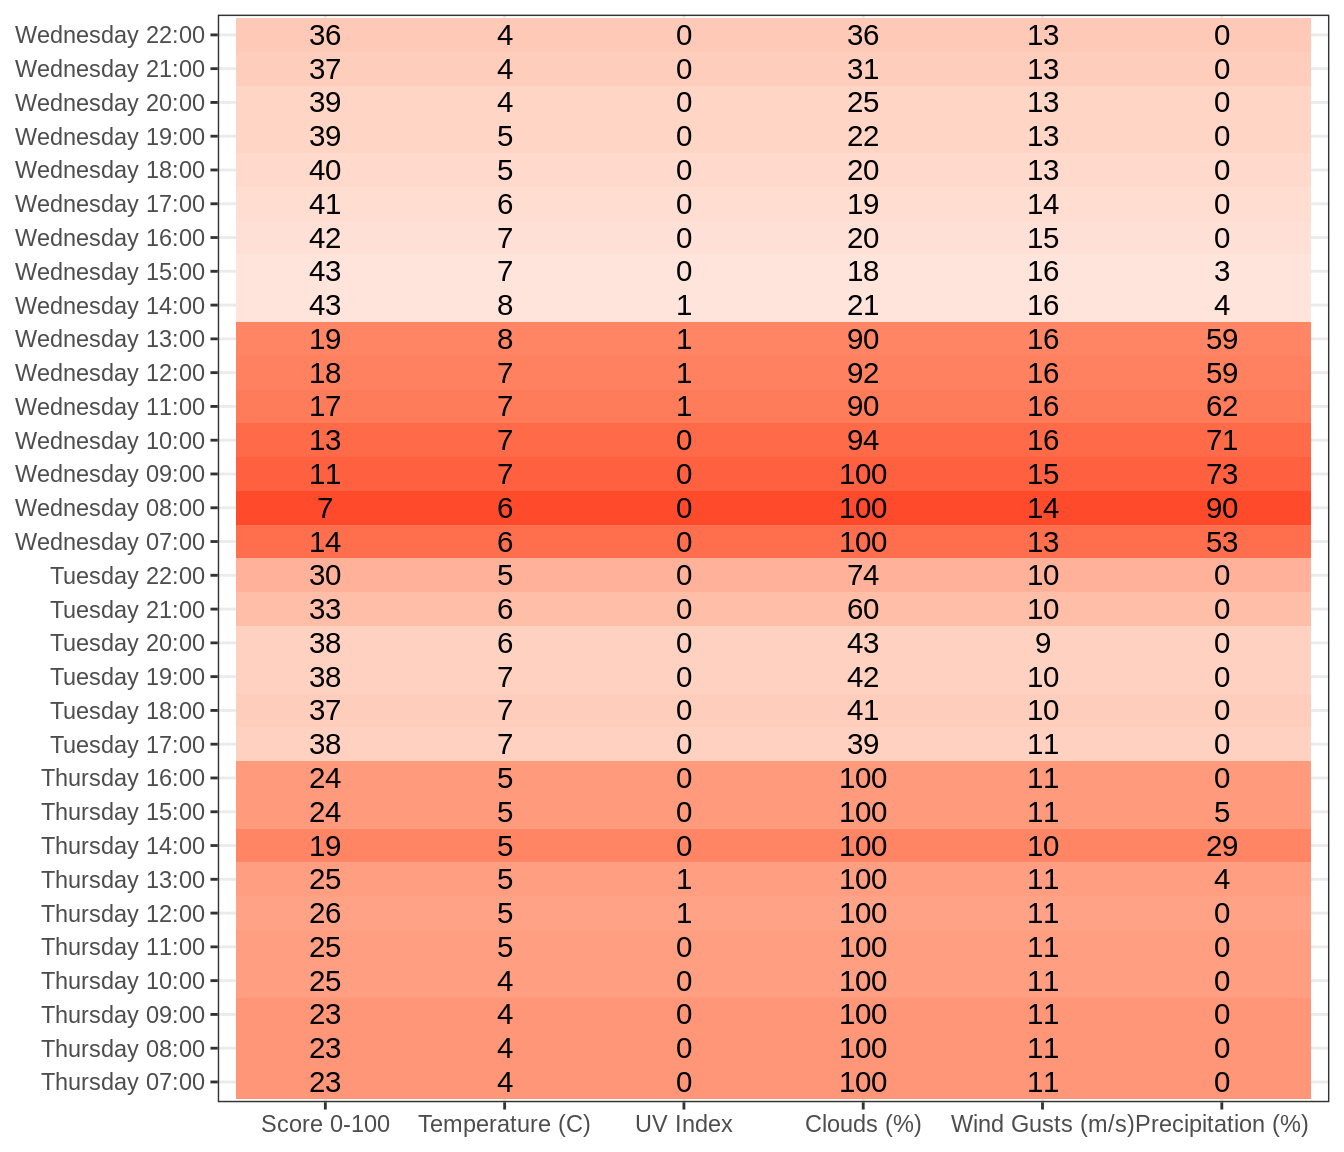 Wednesday 22:00 36 4 0 36 13 0
Wednesday 21:00 37 4 0 31 13 0
Wednesday 20:00 39 4 0 25 13 0
Wednesday 19:00 39 5 0 22 13 0
Wednesday 18:00 40 5 0 20 13 0
Wednesday 17:00 41 6 0 19 14 0
Wednesday 16:00 42 7 0 20 15 0
Wednesday 15:00 43 7 0 18 16 3
Wednesday 14:00 43 8 1 21 16 4
Wednesday 13:00 19 8 1 90 16 59
Wednesday 12:00 18 7 1 92 16 59
Wednesday 11:00 17 7 1 90 16 62
Wednesday 10:00 13 7 0 94 16 71
Wednesday 09:00 11 7 0 100 15 73
Wednesday 08:00 7 6 0 100 14 90
Wednesday 07:00 14 6 0 100 13 53
Tuesday 22:00 30 5 0 74 10 0
Tuesday 21:00 33 6 0 60 10 0
Tuesday 20:00 38 6 0 43 9 0
Tuesday 19:00 38 7 0 42 10 0
Tuesday 18:00 37 7 0 41 10 0
Tuesday 17:00 38 7 0 39 11 0
Thursday 16:00 24 5 0 100 11 0
Thursday 15:00 24 5 0 100 11 5
Thursday 14:00 19 5 0 100 10 29
Thursday 13:00 25 5 1 100 11 4
Thursday 12:00 26 5 1 100 11 0
Thursday 11:00 25 5 0 100 11 0
Thursday 10:00 25 4 0 100 11 0
Thursday 09:00 23 4 0 100 11 0
Thursday 08:00 23 4 0 100 11 0
Thursday 07:00 23 4 0 100 11 0
Score 0-100 Temperature (C) UV Index Clouds (%) Wind Gusts (m/s) Precipitation (%)